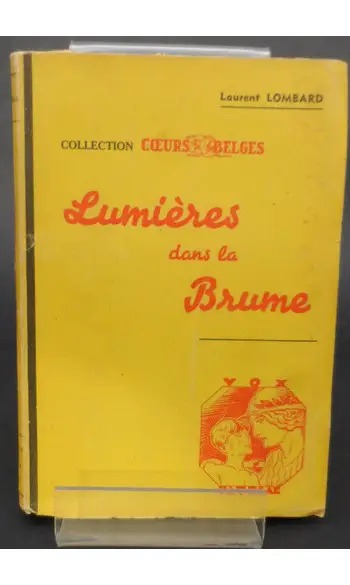 Laurent LOMBARD
COLLECTION CŒURS BELGES
Lumières
dans la
Brume
VOX